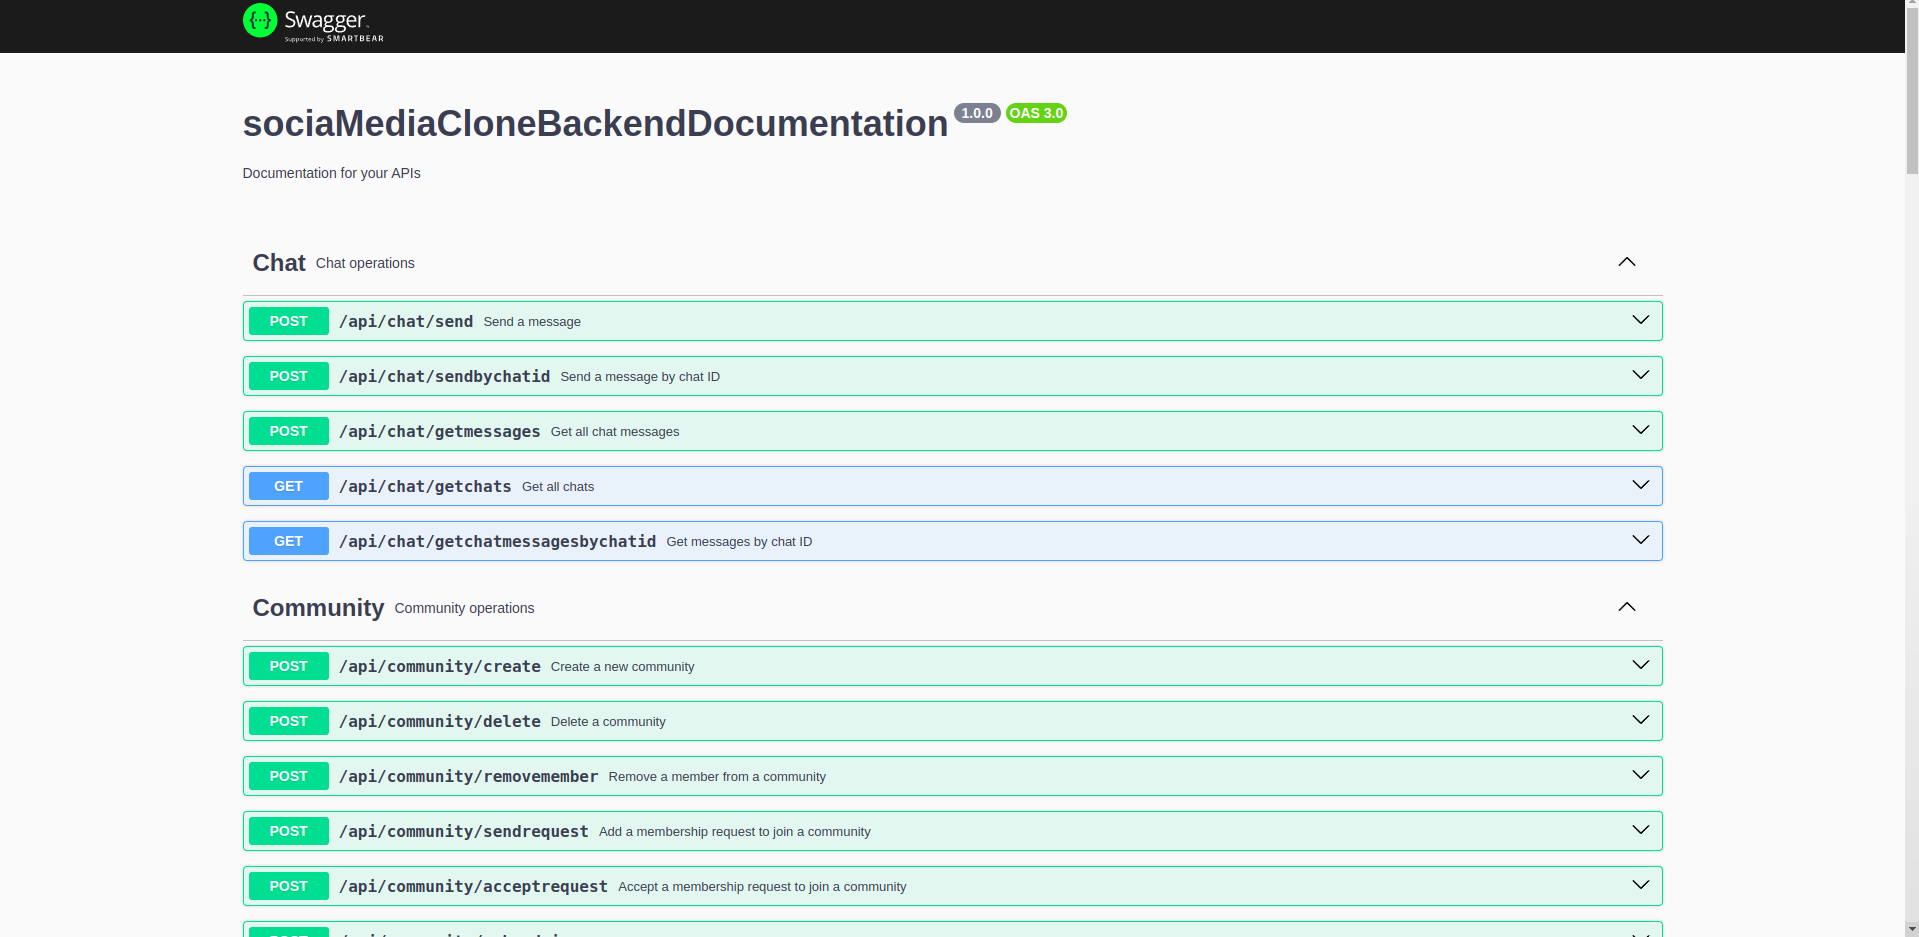 Swagger
Supported by SMARTBEAR
sociaMediaCloneBackendDocumentation 1.0.0 OAS 3.0
Documentation for your APIs
Chat Chat operations
POST /api/chat/send Send a message
POST /api/chat/sendbychatid Send a message by chat ID
POST /api/chat/getmessages Get all chat messages
GET /api/chat/getchats Get all chats
GET /api/chat/getchatmessagesbychatid Get messages by chat ID
Community Community operations
POST /api/community/create Create a new community
POST /api/community/delete Delete a community
POST /api/community/removemember Remove a member from a community
POST /api/community/sendrequest Add a membership request to join a community
POST /api/community/acceptrequest Accept a membership request to join a community